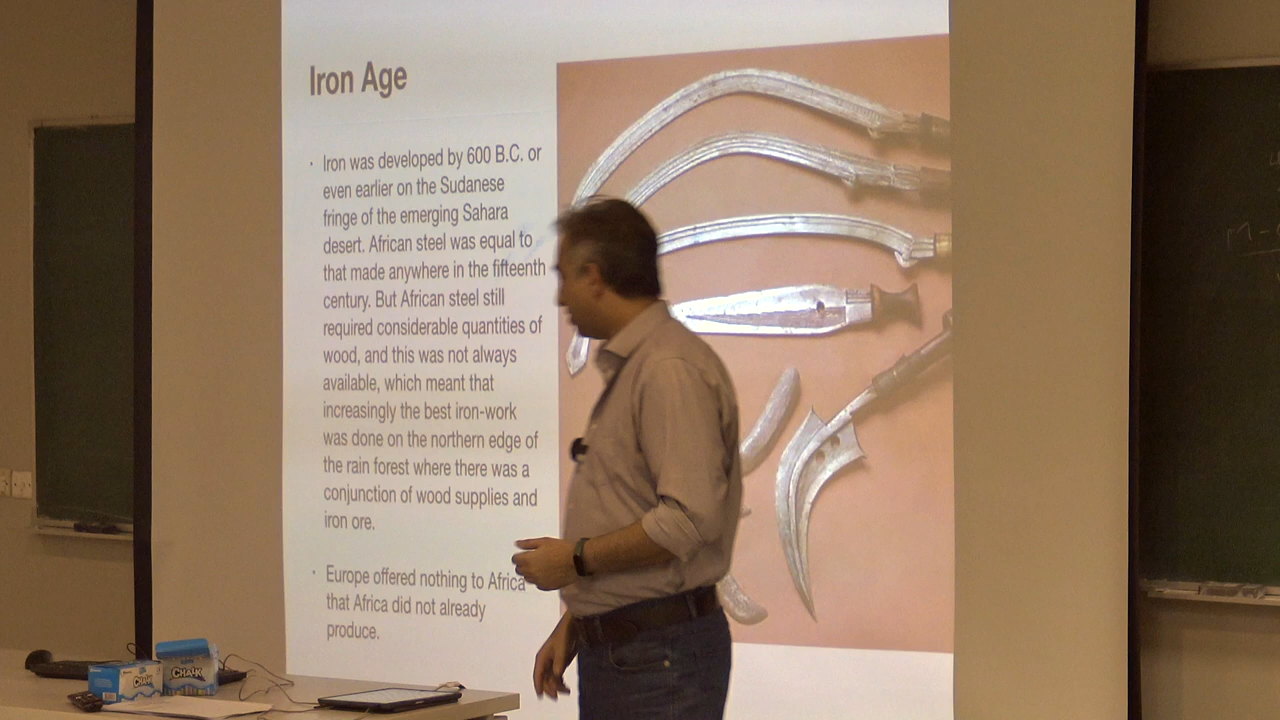 Iron Age
· Iron was developed by 600 B.C. or
even earlier on the Sudanese
fringe of the emerging Sahara
desert. African steel was equal to
that made anywhere in the fifteenth
century. But African steel still
required considerable quantities of
wood, and this was not always
available, which meant that
increasingly the best iron-work
was done on the northern edge of
the rain forest where there was a
conjunction of wood supplies and
iron ore.
· Europe offered nothing to Africa
that Africa did not already
produce.
CHALK
CHALK